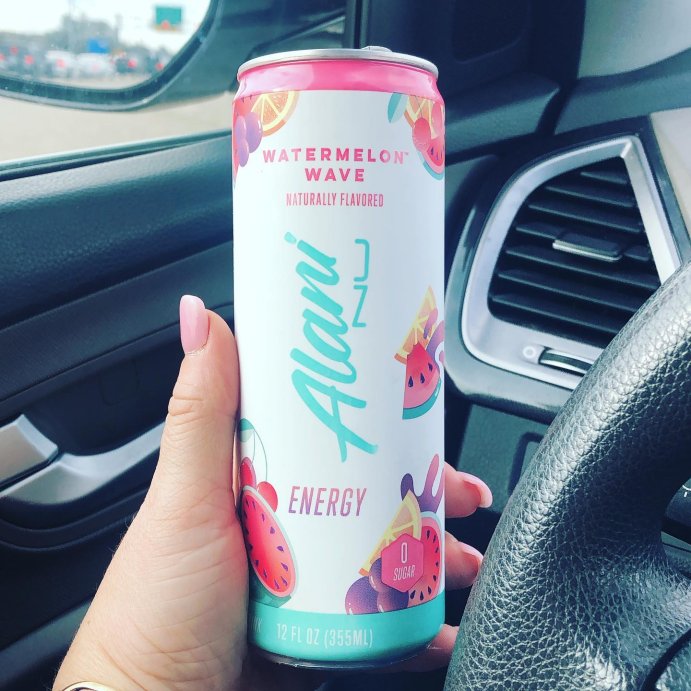 WATERMELON™
WAVE
NATURALLY FLAVORED
Alani
NU
ENERGY
0
SUGAR
12 FL OZ (355ML)